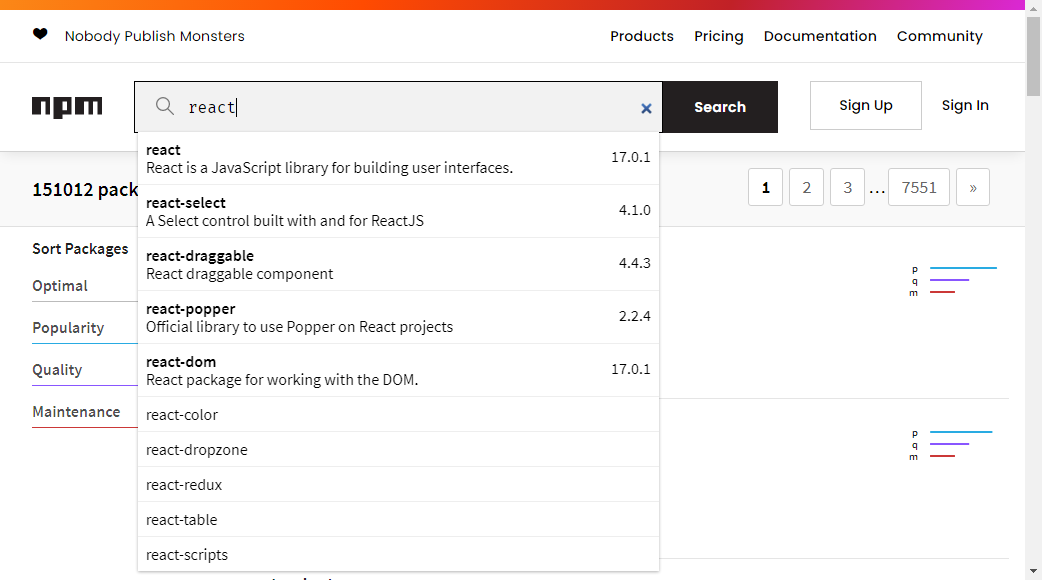 Nobody Publish Monsters
Products Pricing Documentation Community
npm
react
Search
Sign Up
Sign In
151012 pack
1 2 3 ... 7551 »
react
React is a JavaScript library for building user interfaces.
17.0.1
react-select
A Select control built with and for ReactJS
4.1.0
react-draggable
React draggable component
4.4.3
react-popper
Official library to use Popper on React projects
2.2.4
react-dom
React package for working with the DOM.
17.0.1
react-color
react-dropzone
react-redux
react-table
react-scripts
Sort Packages
Optimal
Popularity
Quality
Maintenance
p
q
m
p
q
m